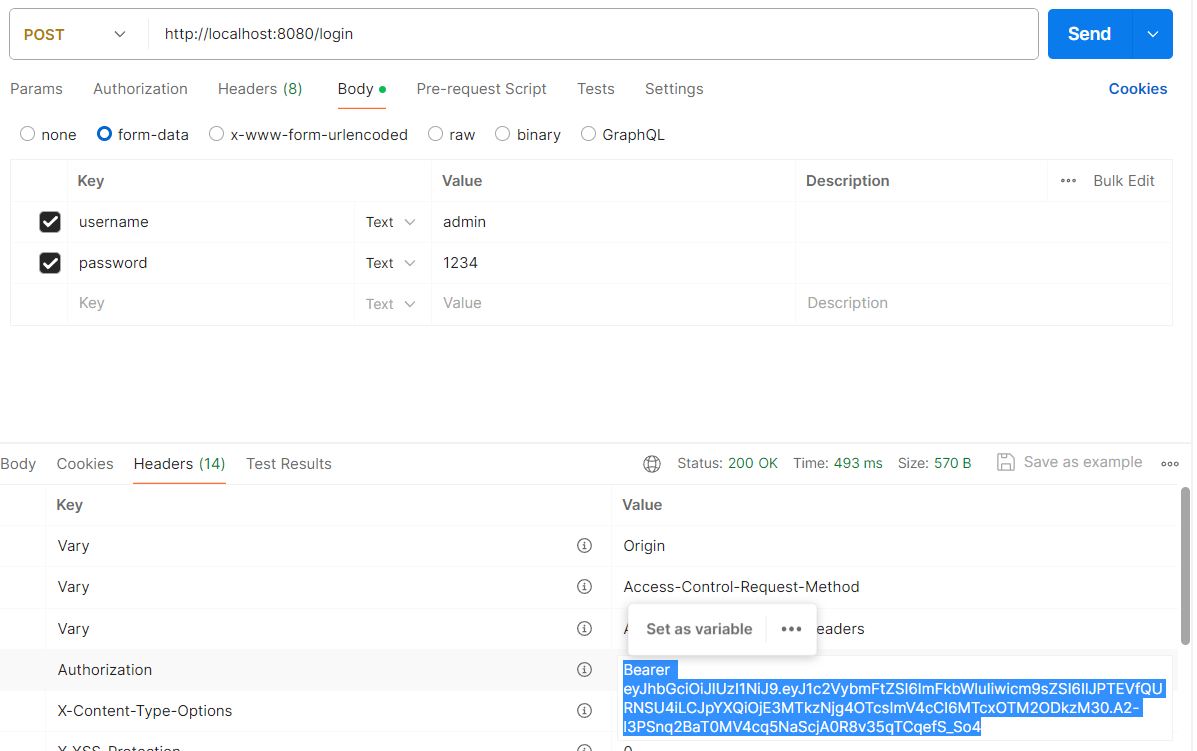 POST http://localhost:8080/login Send
Params Authorization Headers (8) Body Pre-request Script Tests Settings Cookies
none form-data x-www-form-urlencoded raw binary GraphQL
Key Value Description Bulk Edit
username Text admin
password Text 1234
Key Text Value Description
Body Cookies Headers (14) Test Results Status: 200 OK Time: 493 ms Size: 570 B Save as example
Key Value
Vary Origin
Vary Access-Control-Request-Method
Vary eaders
Set as variable
Authorization Bearer
eyJhbGciOiJIUzI1NiJ9.eyJ1c2VybmFtZSI6ImFkbWluIiwicm9sZSI6IlJPTEVfQU
RNSU4iLCJpYXQiOjE3MTkzNjg4OTcsImV4cCI6MTcxOTM2ODkzM30.A2-
l3PSnq2BaT0MV4cq5NaScjA0R8v35qTCqefS_So4
X-Content-Type-Options
X-XSS-Protection 0